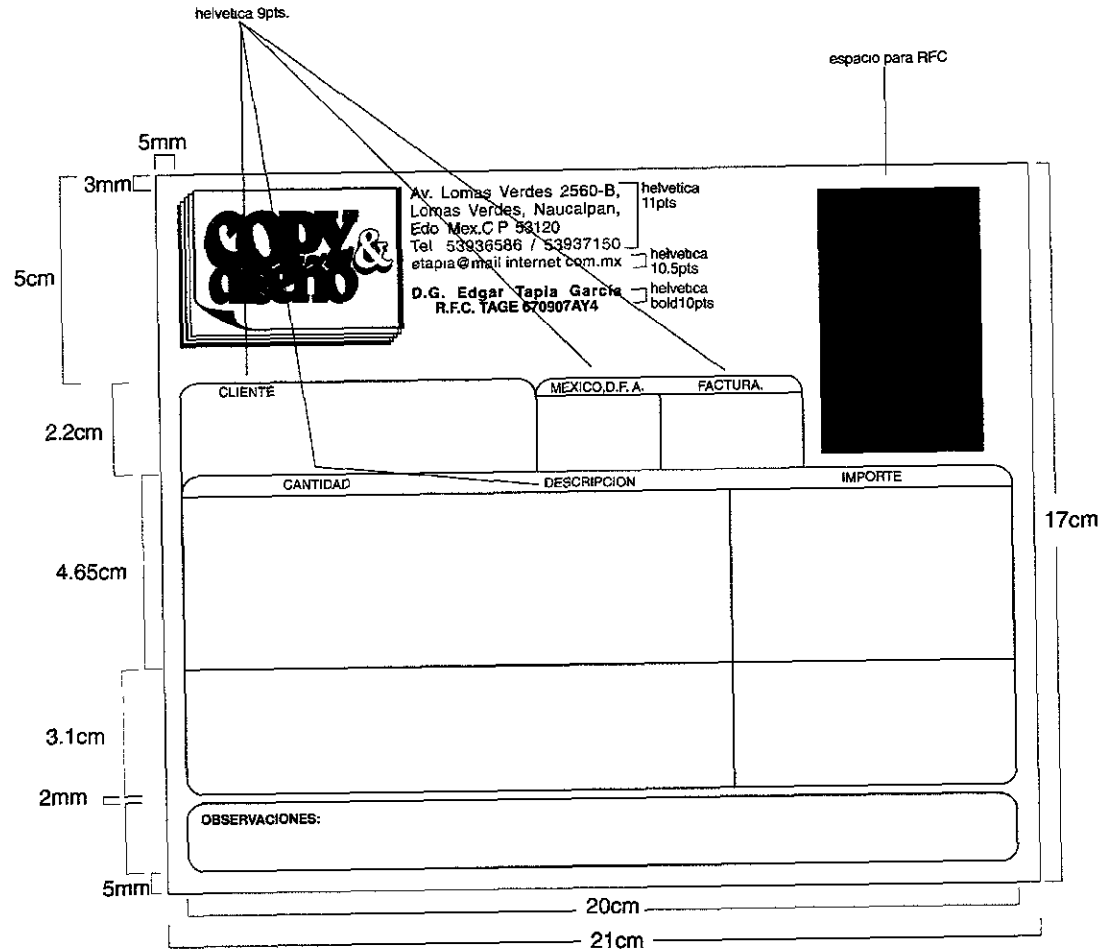 helvetica 9pts.
espacio para RFC
5mm
3mm
5cm
COPY &
diseño
Av. Lomas Verdes 2560-B,
Lomas Verdes, Naucalpan,
Edo Mex.C P 53120
Tel 53936586 / 53937150
etapia@mail internet com.mx
D.G. Edgar Tapia García
R.F.C. TAGE 670907AY4
helvetica
11pts
helvetica
10.5pts
helvetica
bold10pts
CLIENTE
MEXICO,D.F. A.
FACTURA.
2.2cm
CANTIDAD
DESCRIPCION
IMPORTE
17cm
4.65cm
3.1cm
2mm
OBSERVACIONES:
5mm
20cm
21cm